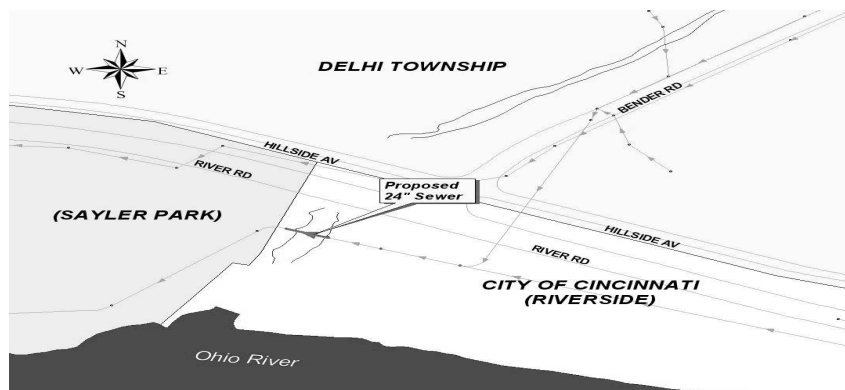 N
W E
S
DELHI TOWNSHIP
BENDER RD
HILLSIDE AV
RIVER RD
Proposed
24" Sewer
(SAYLER PARK)
HILLSIDE AV
RIVER RD
CITY OF CINCINNATI
(RIVERSIDE)
Ohio River